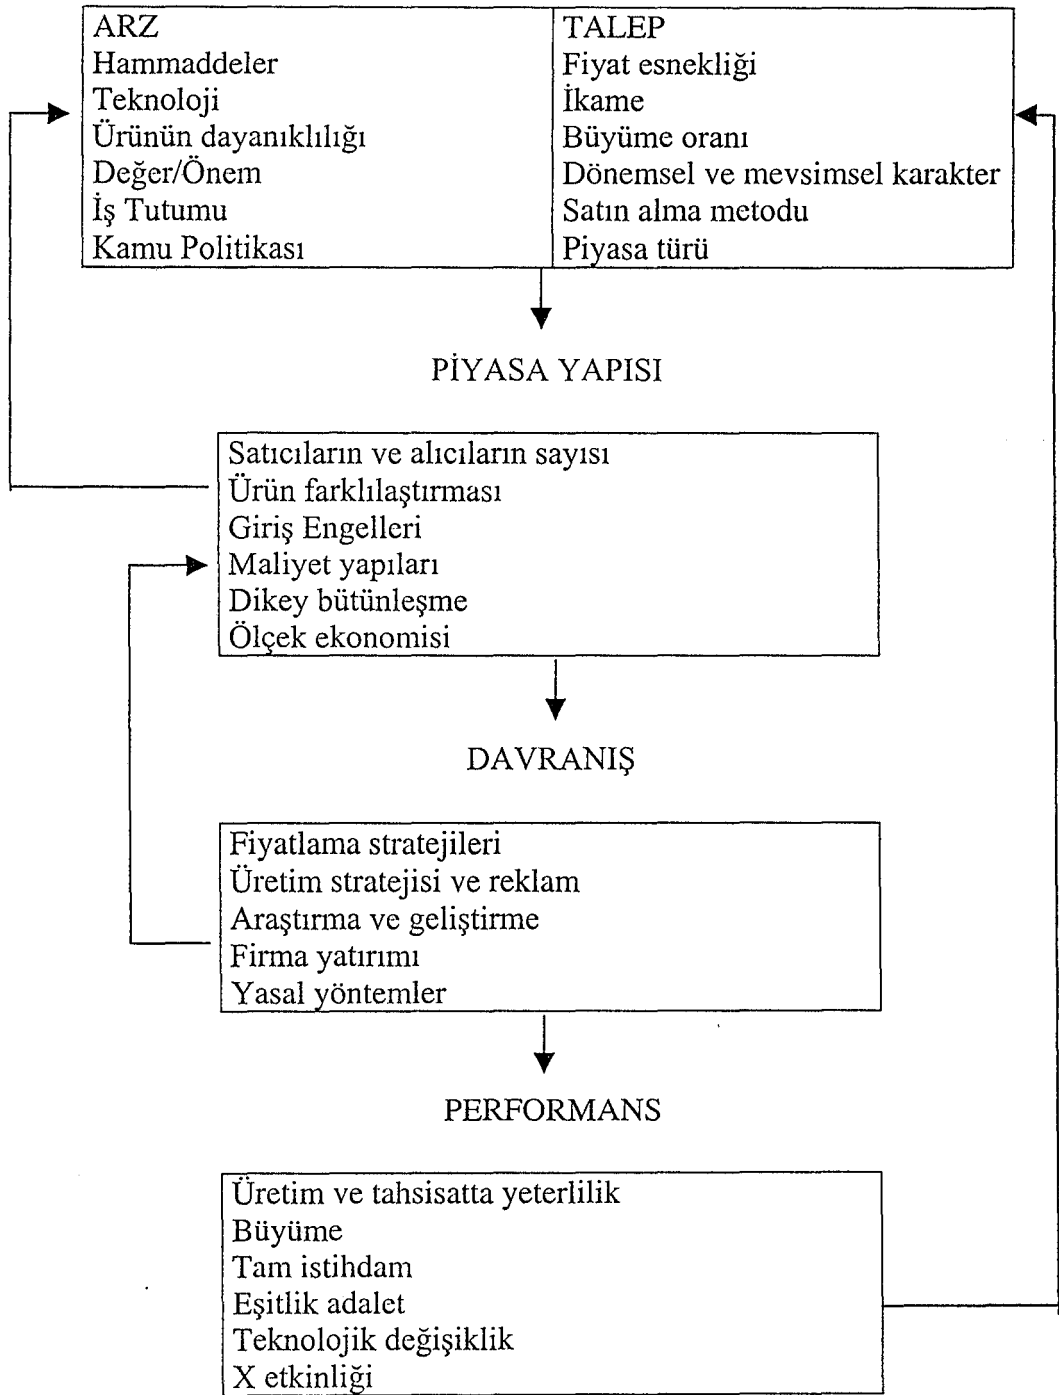 ARZ
Hammaddeler
Teknoloji
Ürünün dayanıklılığı
Değer/Önem
İş Tutumu
Kamu Politikası
TALEP
Fiyat esnekliği
İkame
Büyüme oranı
Dönemsel ve mevsimsel karakter
Satın alma metodu
Piyasa türü
PİYASA YAPISI
Satıcıların ve alıcıların sayısı
Ürün farklılaştırması
Giriş Engelleri
Maliyet yapıları
Dikey bütünleşme
Ölçek ekonomisi
DAVRANIŞ
Fiyatlama stratejileri
Üretim stratejisi ve reklam
Araştırma ve geliştirme
Firma yatırımı
Yasal yöntemler
PERFORMANS
Üretim ve tahsisatta yeterlilik
Büyüme
Tam istihdam
Eşitlik adalet
Teknolojik değişiklik
X etkinliği